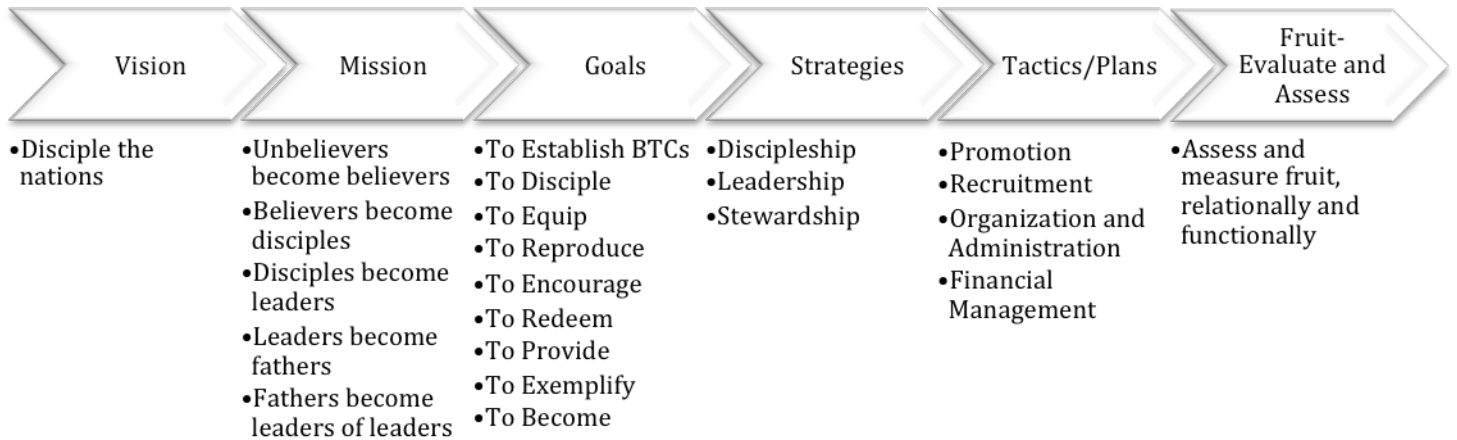 Vision
Mission
Goals
Strategies
Tactics/Plans
Fruit-
Evaluate and
Assess
•Disciple the
nations
•Unbelievers
become believers
•Believers become
disciples
•Disciples become
leaders
•Leaders become
fathers
•Fathers become
leaders of leaders
•To Establish BTCs
•To Disciple
•To Equip
•To Reproduce
•To Encourage
•To Redeem
•To Provide
•To Exemplify
•To Become
•Discipleship
•Leadership
•Stewardship
•Promotion
•Recruitment
•Organization and
Administration
•Financial
Management
•Assess and
measure fruit,
relationally and
functionally